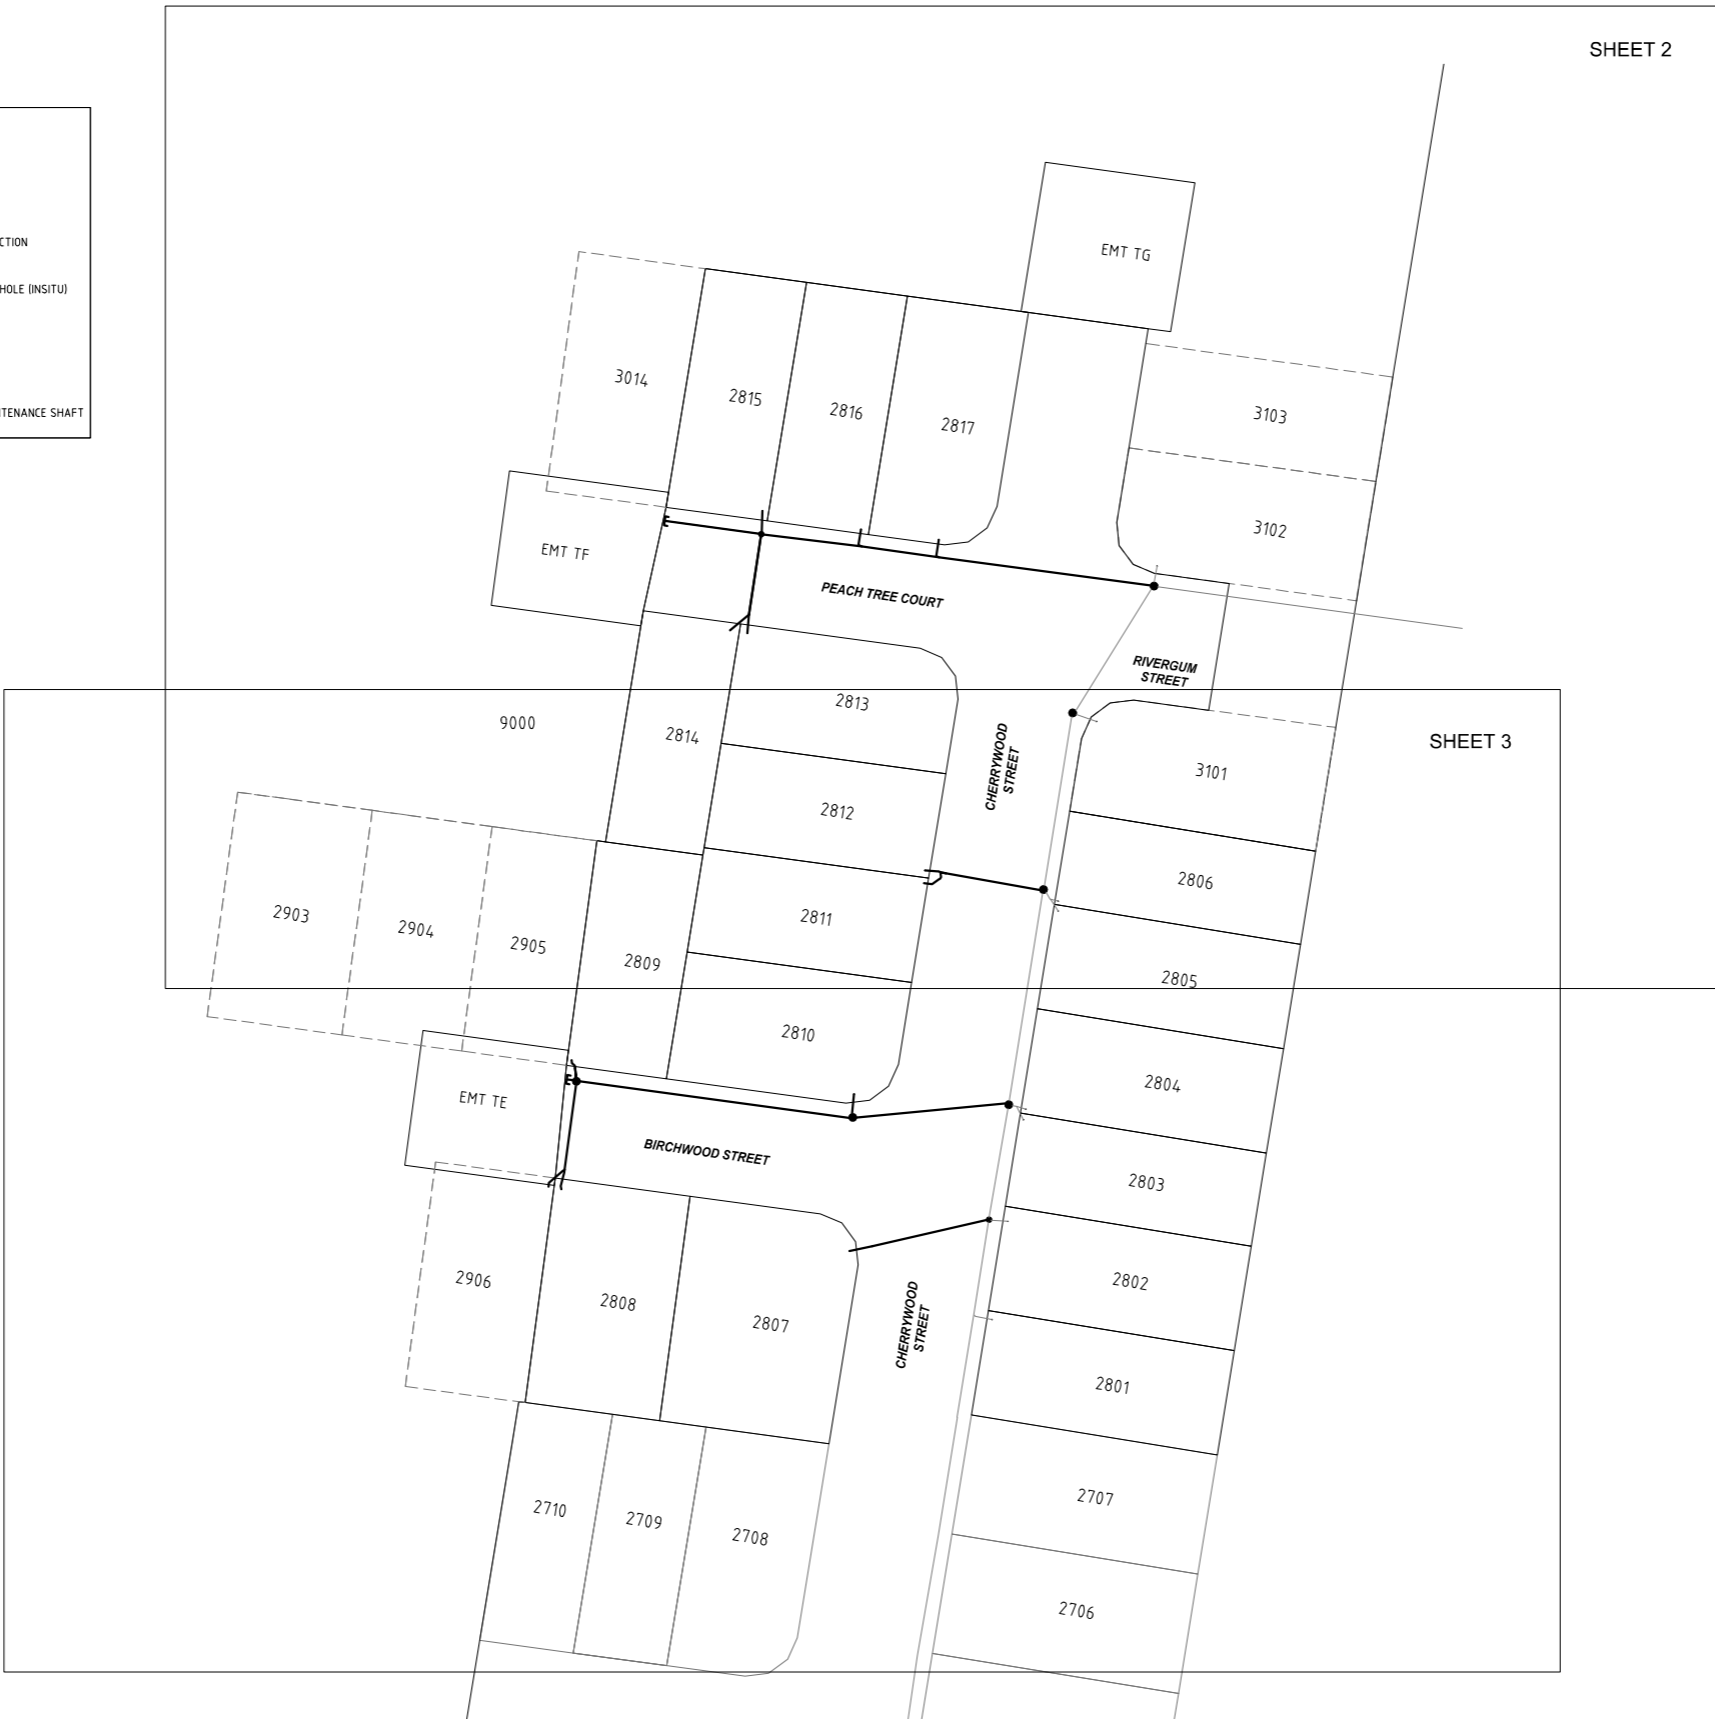 SHEET 2
CTION
HOLE (INSITU)
TENANCE SHAFT
EMT TG
3014
2815
2816
2817
3103
3102
EMT TF
PEACH TREE COURT
RIVERGUM
STREET
9000
2814
2813
CHERRYWOOD
STREET
SHEET 3
3101
2812
2806
2903
2904
2905
2809
2811
2805
2810
2804
EMT TE
BIRCHWOOD STREET
2803
2906
2808
2807
CHERRYWOOD
STREET
2802
2801
2710
2709
2708
2707
2706